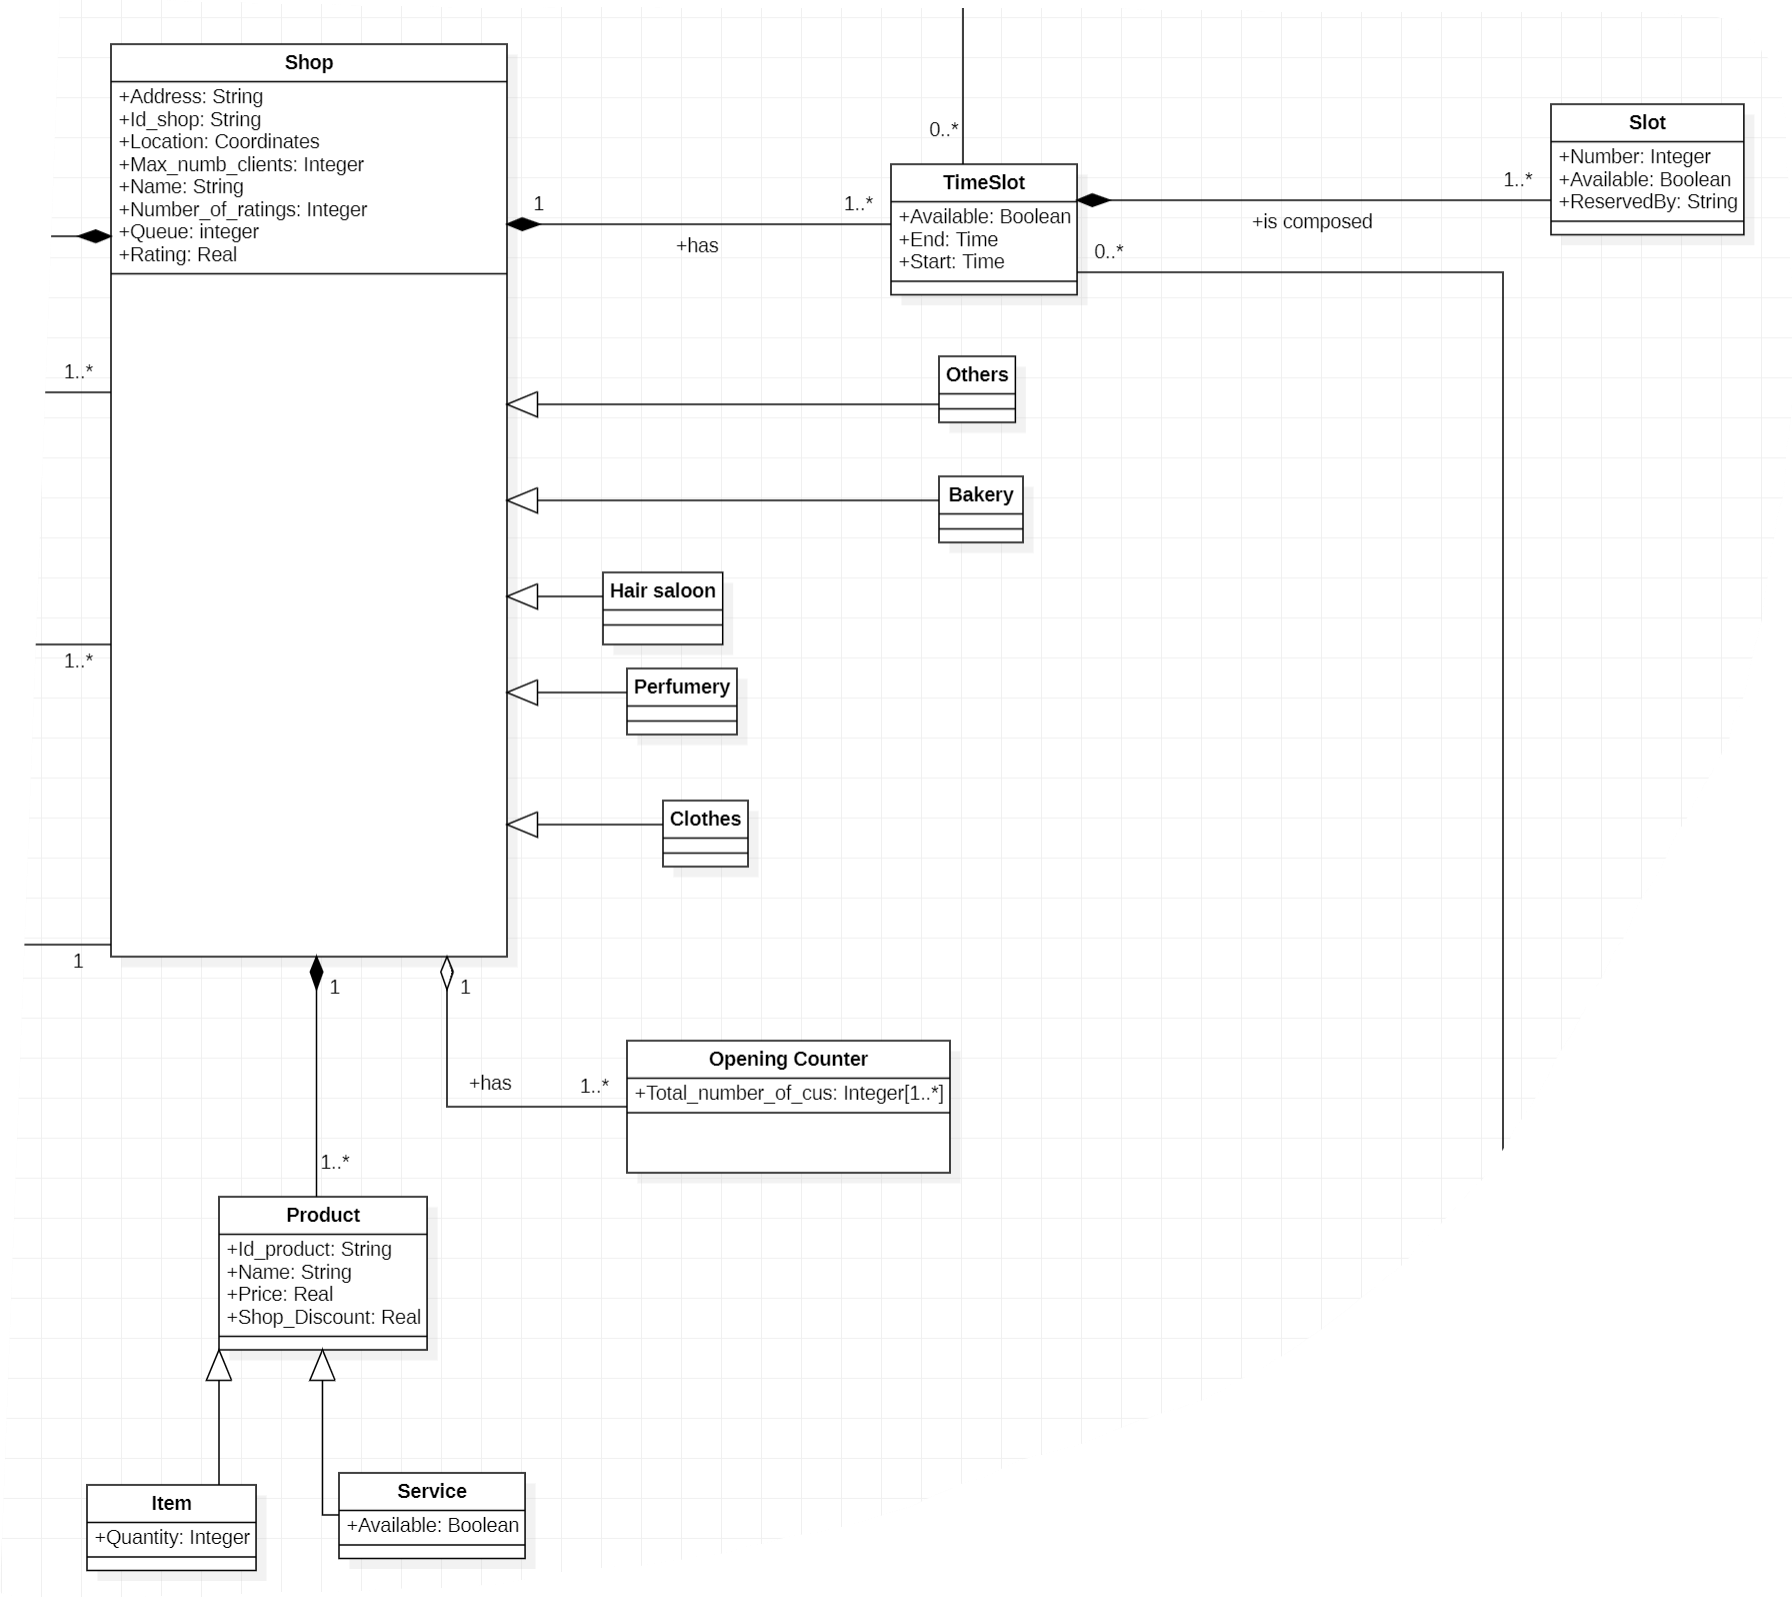 Shop
+Address: String
+Id_shop: String
+Location: Coordinates
+Max_numb_clients: Integer
+Name: String
+Number_of_ratings: Integer
+Queue: integer
+Rating: Real
1..*
1..*
1
1
+has
1..*
0..*
TimeSlot
+Available: Boolean
+End: Time
+Start: Time
0..*
+is composed
1..*
Slot
+Number: Integer
+Available: Boolean
+ReservedBy: String
Others
Bakery
Hair saloon
Perfumery
Clothes
1
1
+has
1..*
Opening Counter
+Total_number_of_cus: Integer[1..*]
1..*
Product
+Id_product: String
+Name: String
+Price: Real
+Shop_Discount: Real
Item
+Quantity: Integer
Service
+Available: Boolean